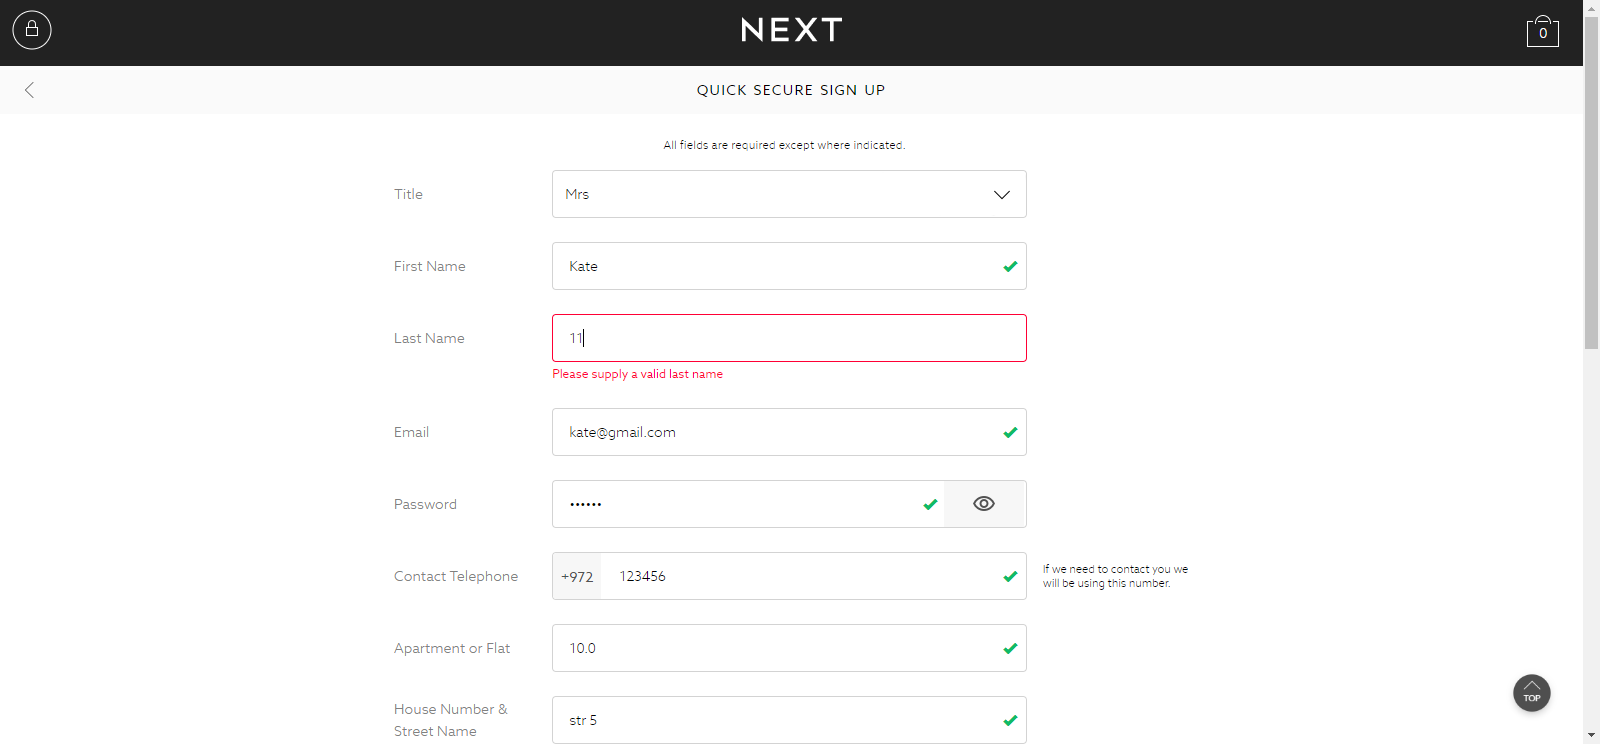 NEXT
0
QUICK SECURE SIGN UP
All fields are required except where indicated.
Title
Mrs
First Name
Kate
Last Name
11
Please supply a valid last name
Email
kate@gmail.com
Password
••••••
Contact Telephone
+972
123456
If we need to contact you we
will be using this number.
Apartment or Flat
10.0
House Number &
Street Name
str 5
TOP